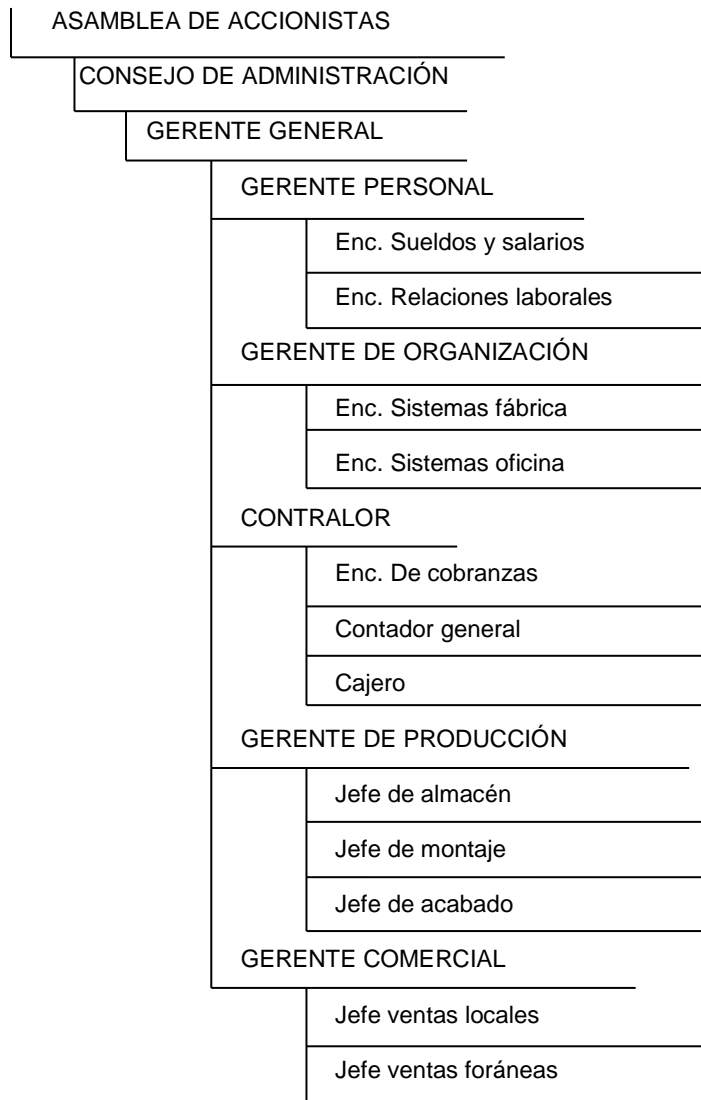 ASAMBLEA DE ACCIONISTAS
CONSEJO DE ADMINISTRACIÓN
GERENTE GENERAL
GERENTE PERSONAL
Enc. Sueldos y salarios
Enc. Relaciones laborales
GERENTE DE ORGANIZACIÓN
Enc. Sistemas fábrica
Enc. Sistemas oficina
CONTRALOR
Enc. De cobranzas
Contador general
Cajero
GERENTE DE PRODUCCIÓN
Jefe de almacén
Jefe de montaje
Jefe de acabado
GERENTE COMERCIAL
Jefe ventas locales
Jefe ventas foráneas